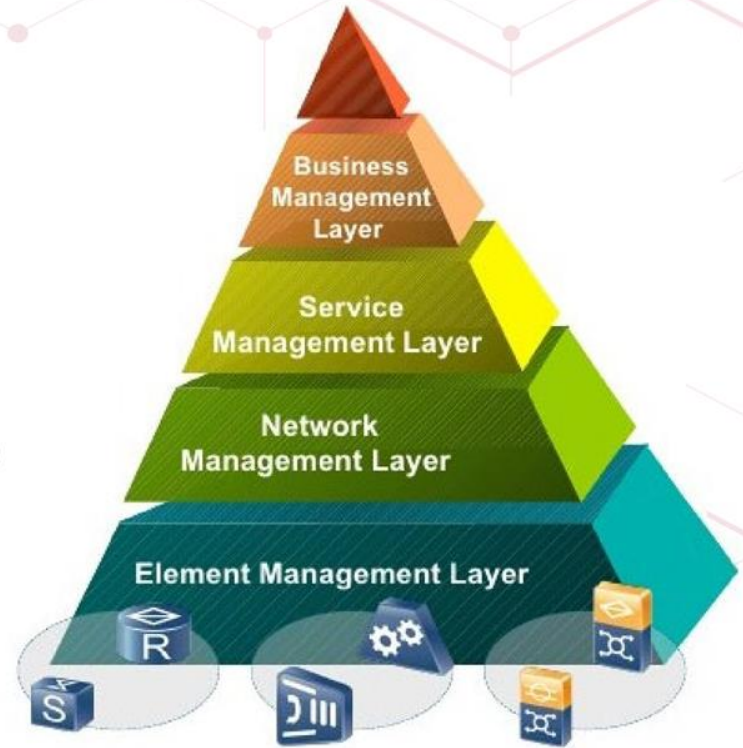 Business
Management
Layer
Service
Management Layer
Network
Management Layer
Element Management Layer
R
S